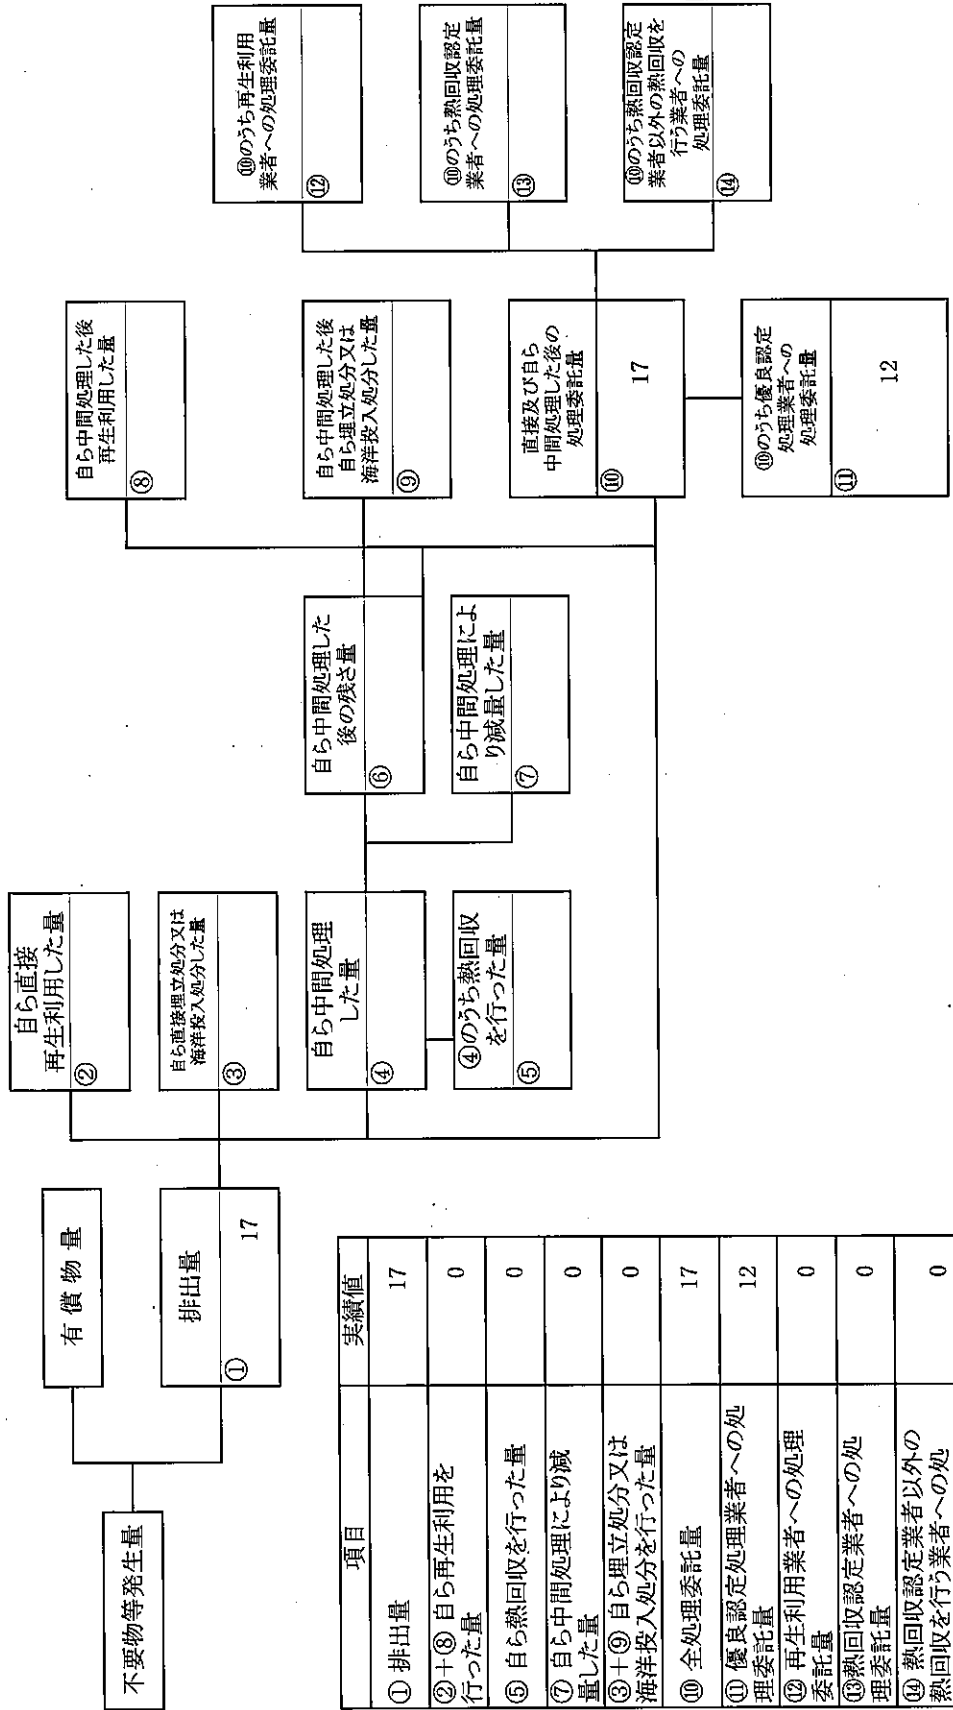 不要物等発生量
有償物量
排出量
①
17
自ら直接
再生利用した量
②
自ら直接埋立処分又は
海洋投入処分した量
③
自ら中間処理
した量
④
④のうち熱回収
を行った量
⑤
自ら中間処理した
後の残さ量
⑥
自ら中間処理によ
り減量した量
⑦
自ら中間処理した後
再生利用した量
⑧
自ら中間処理した後
自ら埋立処分又は
海洋投入処分した量
⑨
直接及び自ら
中間処理した後の
処理委託量
⑩
17
⑩のうち優良認定
処理業者への
処理委託量
⑪
12
⑩のうち再生利用
業者への処理委託量
⑫
⑩のうち熱回収認定
業者への処理委託量
⑬
⑩のうち熱回収認定
業者以外の熱回収を
行う業者への
処理委託量
⑭
項目 実績値
① 排出量 17
②+⑧ 自ら再生利用を
行った量 0
⑤ 自ら熱回収を行った量 0
⑦ 自ら中間処理により減
量した量 0
③+⑨ 自ら埋立処分又は
海洋投入処分を行った量 0
⑩ 全処理委託量 17
⑪ 優良認定処理業者への処
理委託量 12
⑫ 再生利用業者への処理
委託量 0
⑬熱回収認定業者への処
理委託量 0
⑭ 熱回収認定業者以外の
熱回収を行う業者への処 0